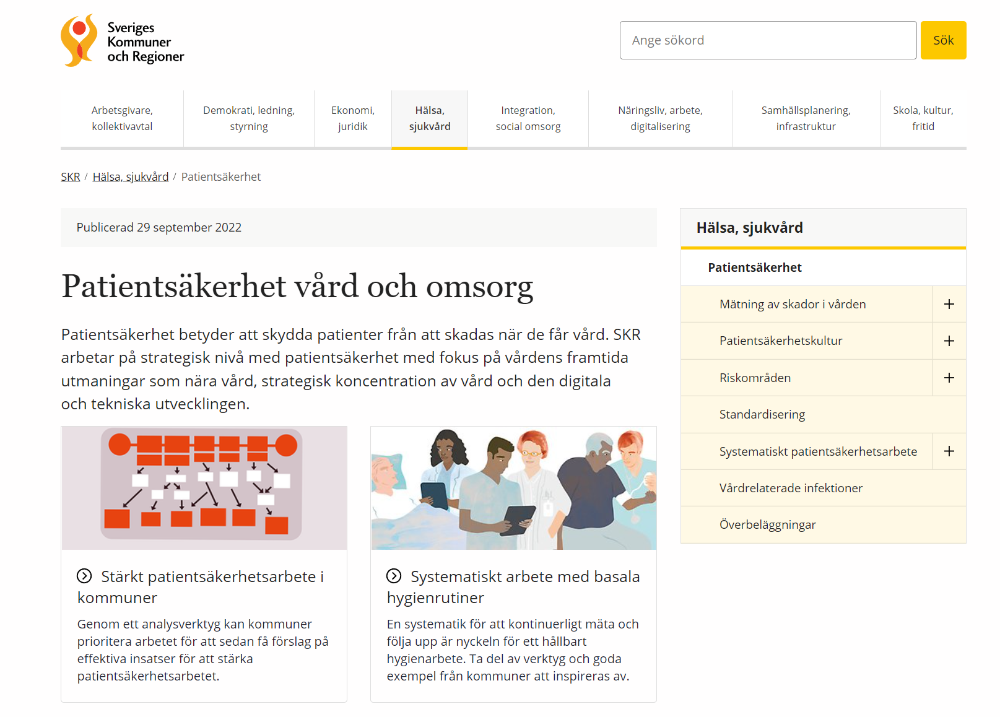 Sveriges
Kommuner
och Regioner
Ange sökord
Sök
Arbetsgivare,
kollektivavtal
Demokrati, ledning,
styrning
Ekonomi,
juridik
Hälsa,
sjukvård
Integration,
social omsorg
Näringsliv, arbete,
digitalisering
Samhällsplanering,
infrastruktur
Skola, kultur,
fritid
SKR / Hälsa, sjukvård / Patientsäkerhet
Publicerad 29 september 2022
Patientsäkerhet vård och omsorg
Patientsäkerhet betyder att skydda patienter från att skadas när de får vård. SKR
arbetar på strategisk nivå med patientsäkerhet med fokus på vårdens framtida
utmaningar som nära vård, strategisk koncentration av vård och den digitala
och tekniska utvecklingen.
Stärkt patientsäkerhetsarbete i
kommuner
Genom ett analysverktyg kan kommuner
prioritera arbetet för att sedan få förslag på
effektiva insatser för att stärka
patientsäkerhetsarbetet.
Systematiskt arbete med basala
hygienrutiner
En systematik för att kontinuerligt mäta och
följa upp är nyckeln för ett hållbart
hygienarbete. Ta del av verktyg och goda
exempel från kommuner att inspireras av.
Hälsa, sjukvård
Patientsäkerhet
Mätning av skador i vården
Patientsäkerhetskultur
Riskområden
Standardisering
Systematiskt patientsäkerhetsarbete
Vårdrelaterade infektioner
Överbeläggningar